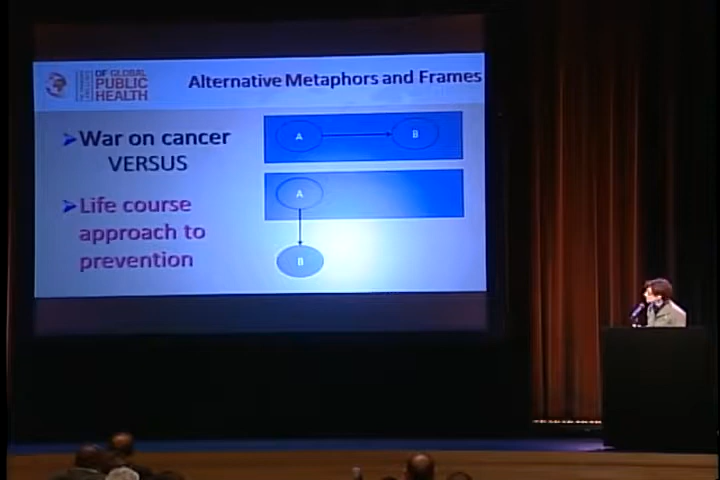 OF GLOBAL
PUBLIC
HEALTH
Alternative Metaphors and Frames
➢War on cancer
VERSUS
➢Life course
approach to
prevention
A
B
A
B